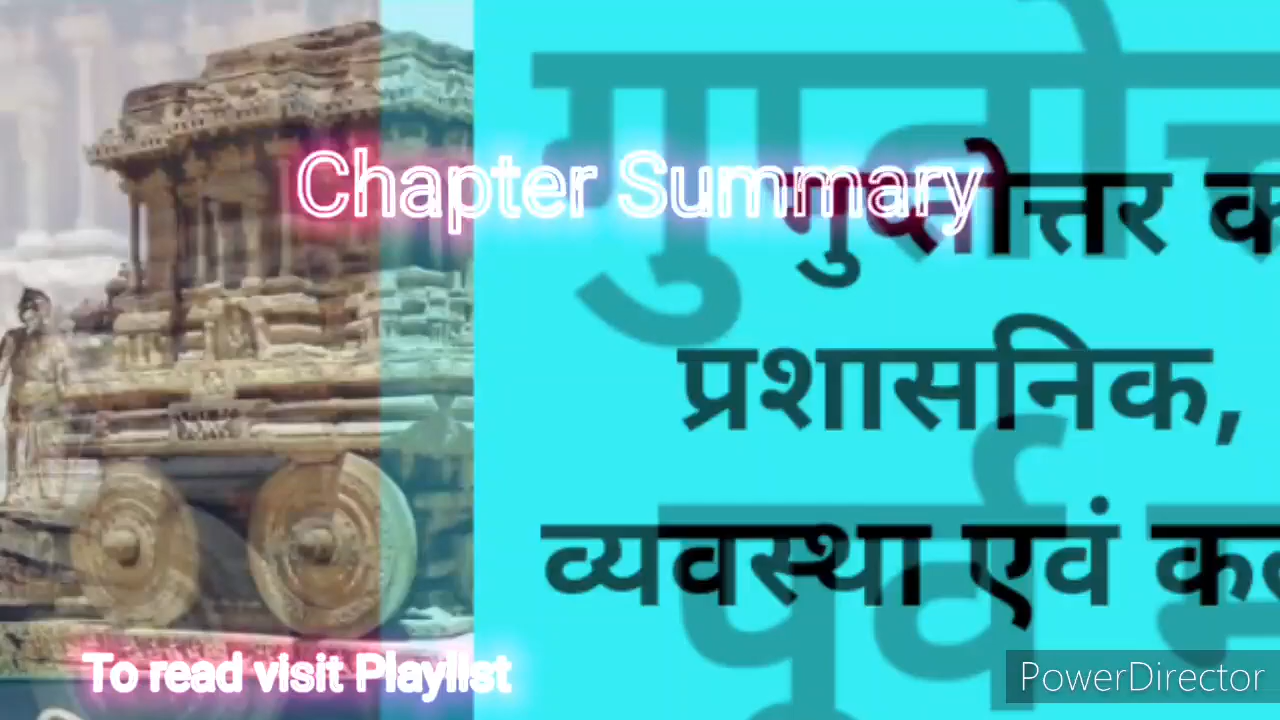 Chapter Summary
गुप्तोत्तर
प्रशासनिक,
व्यवस्था एवं
पूर्व
To read visit Playlist
PowerDirector